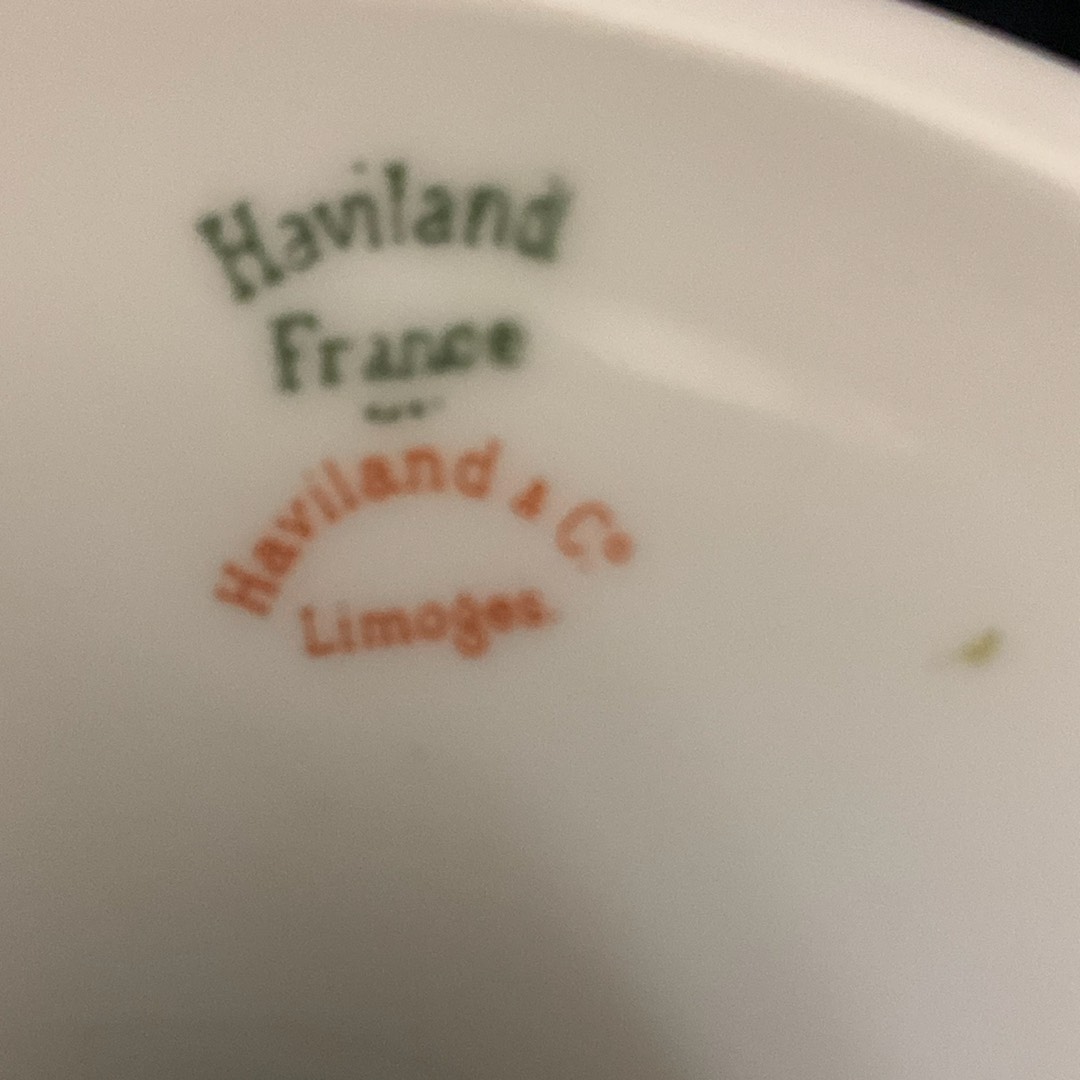 Haviland
France
Haviland & Co
Limoges